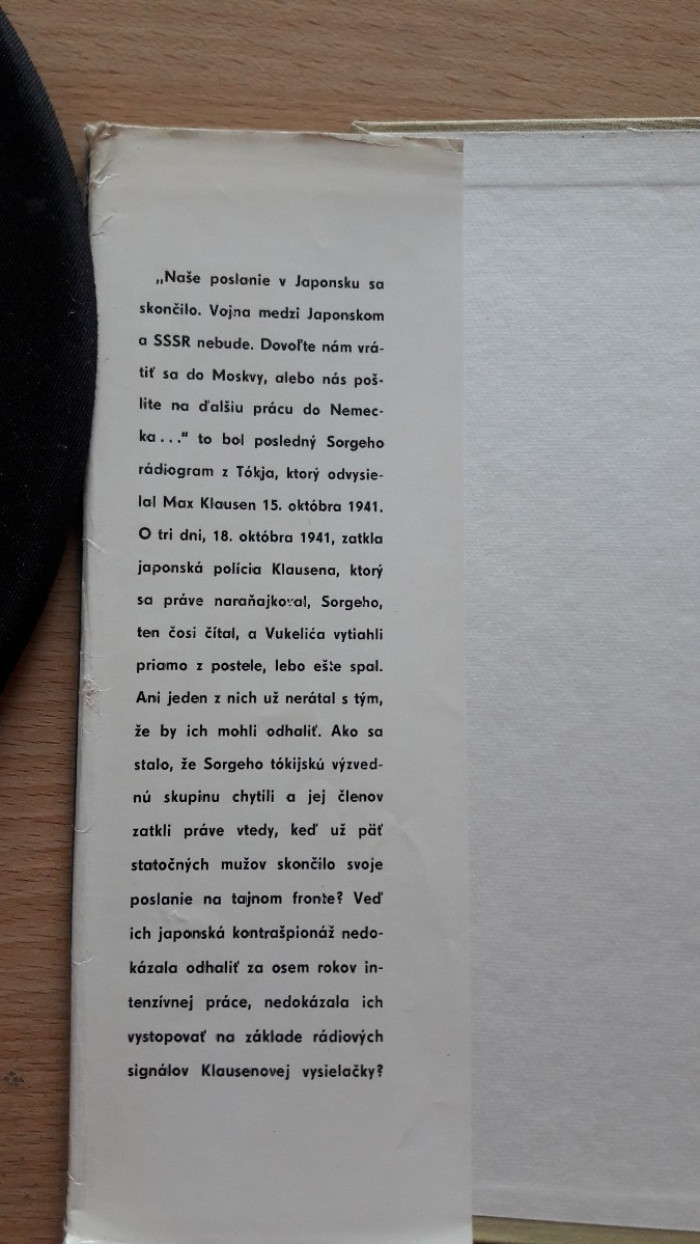 „Naše poslanie v Japonsku sa
skončilo. Vojna medzi Japonskom
a SSSR nebude. Dovoľte nám vrá-
tiť sa do Moskvy, alebo nás poš-
lite na ďalšiu prácu do Nemec-
ka...“ to bol posledný Sorgeho
rádiogram z Tókja, ktorý odvysie-
lal Max Klausen 15. októbra 1941.
O tri dni, 18. októbra 1941, zatkla
japonská polícia Klausena, ktorý
sa práve naraňajkoval, Sorgeho,
ten čosi čítal, a Vukelića vytiahli
priamo z postele, lebo ešte spal.
Ani jeden z nich už nerátal s tým,
že by ich mohli odhaliť. Ako sa
stalo, že Sorgeho tókijskú výzved-
nú skupinu chytili a jej členov
zatkli práve vtedy, keď už päť
statočných mužov skončilo svoje
poslanie na tajnom fronte? Veď
ich japonská kontrašpionáž nedo-
kázala odhaliť za osem rokov in-
tenzívnej práce, nedokázala ich
vystopovať na základe rádiových
signálov Klausenovej vysielačky?